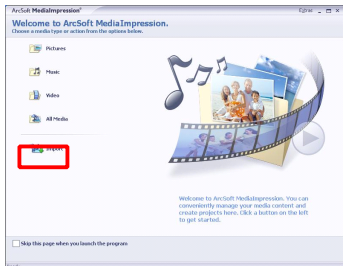 ArcSoft MediaImpression® Extras
Welcome to ArcSoft MediaImpression.
Choose a media type or action from the options below.
Pictures
Music
Video
All Media
Import
Welcome to ArcSoft MediaImpression. You can
conveniently manage your media content and
create projects here. Click a button on the left
to get started.
Skip this page when you launch the program